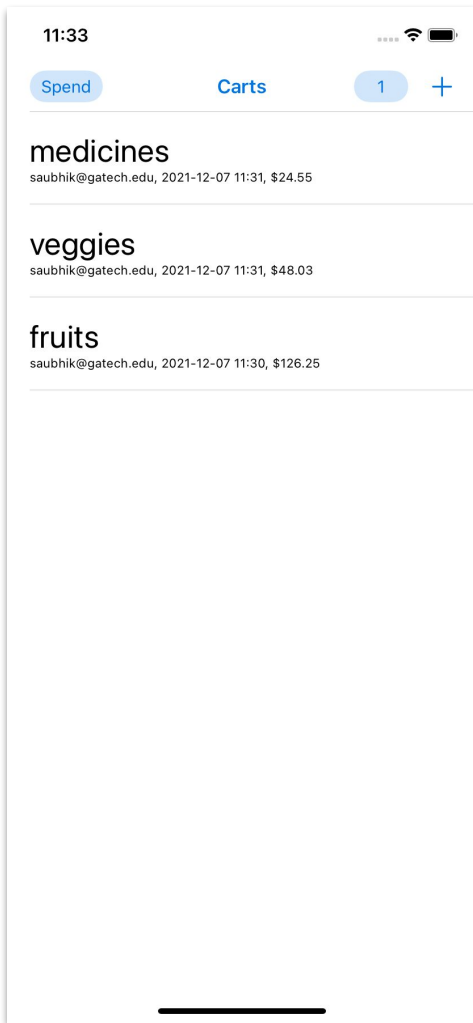 11:33
Spend Carts 1 +
medicines
saubhik@gatech.edu, 2021-12-07 11:31, $24.55
veggies
saubhik@gatech.edu, 2021-12-07 11:31, $48.03
fruits
saubhik@gatech.edu, 2021-12-07 11:30, $126.25